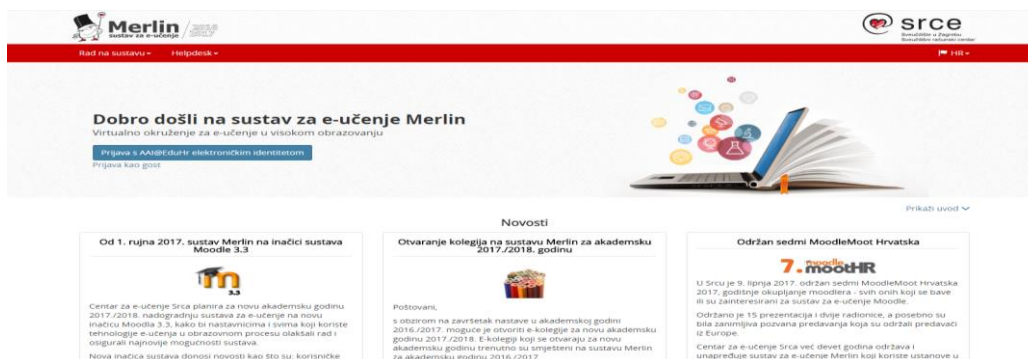 Merlin
sustav za e-učenje
2016
2017
srce
Sveučilište u Zagrebu
Sveučilišni računski centar
Rad na sustavu
Helpdesk
HR
Dobro došli na sustav za e-učenje Merlin
Virtualno okruženje za e-učenje u visokom obrazovanju
Prijava s AAI@EduHr elektroničkim identitetom
Prijava kao gost
Prikaži uvod
Novosti
Od 1. rujna 2017. sustav Merlin na inačici sustava
Moodle 3.3
3.3
Centar za e-učenje Srca planira za novu akademsku godinu
2017./2018. nadogradnju sustava za e-učenje na novu
inačicu Moodla 3.3, kako bi nastavnicima i svima koji koriste
tehnologije e-učenja u obrazovnom procesu olakšali rad i
osigurali najnovije mogućnosti sustava.
Nova inačica sustava donosi novosti kao što su: korisničke
Otvaranje kolegija na sustavu Merlin za akademsku
2017./2018. godinu
Poštovani,
s obzirom na završetak nastave u akademskoj godini
2016./2017. moguće je otvoriti e-kolegije za novu akademsku
godinu 2017./2018. E-kolegiji koji se otvaraju za novu
akademsku godinu trenutno su smješteni na sustavu Merlin
za akademsku godinu 2016./2017.
Održan sedmi MoodleMoot Hrvatska
7. moodle
mootHR
U Srcu je 9. lipnja 2017. održan sedmi MoodleMoot Hrvatska
2017, godišnje okupljanje moodlera - svih onih koji se bave
ili su zainteresirani za sustav za e-učenje Moodle.
Održano je 15 prezentacija i dvije radionice, a posebno su
bila zanimljiva pozvana predavanja koja su održali predavači
iz Europe.
Centar za e-učenje Srca već devet godina održava i
unapređuje sustav za e-učenje Merlin koji koriste ustanove u